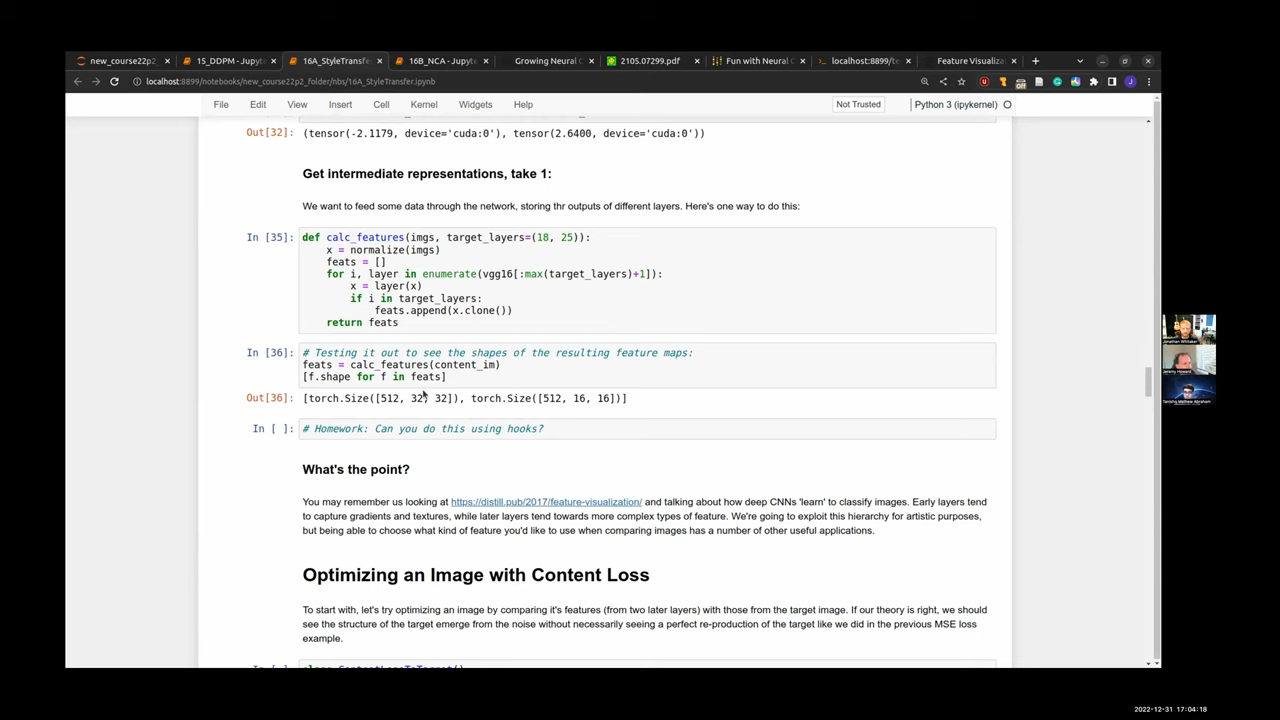 new_course22p2_
15_DDPM - Jupyt
16A_StyleTransfe
16B_NCA - Jupyte
Growing Neural C
2105.07299.pdf
Fun with Neural C
localhost:8899/te
Feature Visualiza
localhost:8899/notebooks/new_course22p2_folder/nbs/16A_StyleTransfer.ipynb
File Edit View Insert Cell Kernel Widgets Help
Not Trusted
Python 3 (ipykernel)
Out[32]: (tensor(-2.1179, device='cuda:0'), tensor(2.6400, device='cuda:0'))
Get intermediate representations, take 1:
We want to feed some data through the network, storing thr outputs of different layers. Here's one way to do this:
In [35]: def calc_features(imgs, target_layers=(18, 25)):
x = normalize(imgs)
feats = []
for i, layer in enumerate(vgg16[:max(target_layers)+1]):
x = layer(x)
if i in target_layers:
feats.append(x.clone())
return feats
In [36]: # Testing it out to see the shapes of the resulting feature maps:
feats = calc_features(content_im)
[f.shape for f in feats]
Out[36]: [torch.Size([512, 32, 32]), torch.Size([512, 16, 16])]
In [ ]: # Homework: Can you do this using hooks?
What's the point?
You may remember us looking at https://distill.pub/2017/feature-visualization/ and talking about how deep CNNs 'learn' to classify images. Early layers tend
to capture gradients and textures, while later layers tend towards more complex types of feature. We're going to exploit this hierarchy for artistic purposes,
but being able to choose what kind of feature you'd like to use when comparing images has a number of other useful applications.
Optimizing an Image with Content Loss
To start with, let's try optimizing an image by comparing it's features (from two later layers) with those from the target image. If our theory is right, we should
see the structure of the target emerge from the noise without necessarily seeing a perfect re-production of the target like we did in the previous MSE loss
example.
Jonathan Whitaker
Jeremy Howard
Tanishq Mathew Abraham
2022-12-31 17:04:18